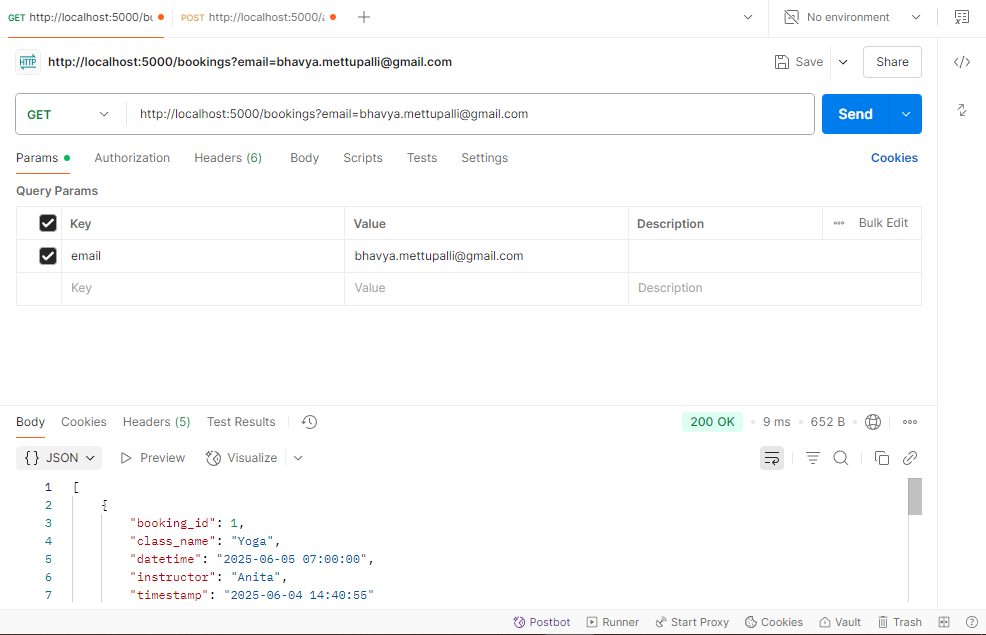 GET http://localhost:5000/bo POST http://localhost:5000/a No environment
HTTP http://localhost:5000/bookings?email=bhavya.mettupalli@gmail.com Save Share
GET http://localhost:5000/bookings?email=bhavya.mettupalli@gmail.com Send
Params Authorization Headers (6) Body Scripts Tests Settings Cookies
Query Params
Key Value Description Bulk Edit
email bhavya.mettupalli@gmail.com
Key Value Description
Body Cookies Headers (5) Test Results 200 OK 9 ms 652 B
{} JSON Preview Visualize
1 [
2 {
3 "booking_id": 1,
4 "class_name": "Yoga",
5 "datetime": "2025-06-05 07:00:00",
6 "instructor": "Anita",
7 "timestamp": "2025-06-04 14:40:55"
Postbot Runner Start Proxy Cookies Vault Trash